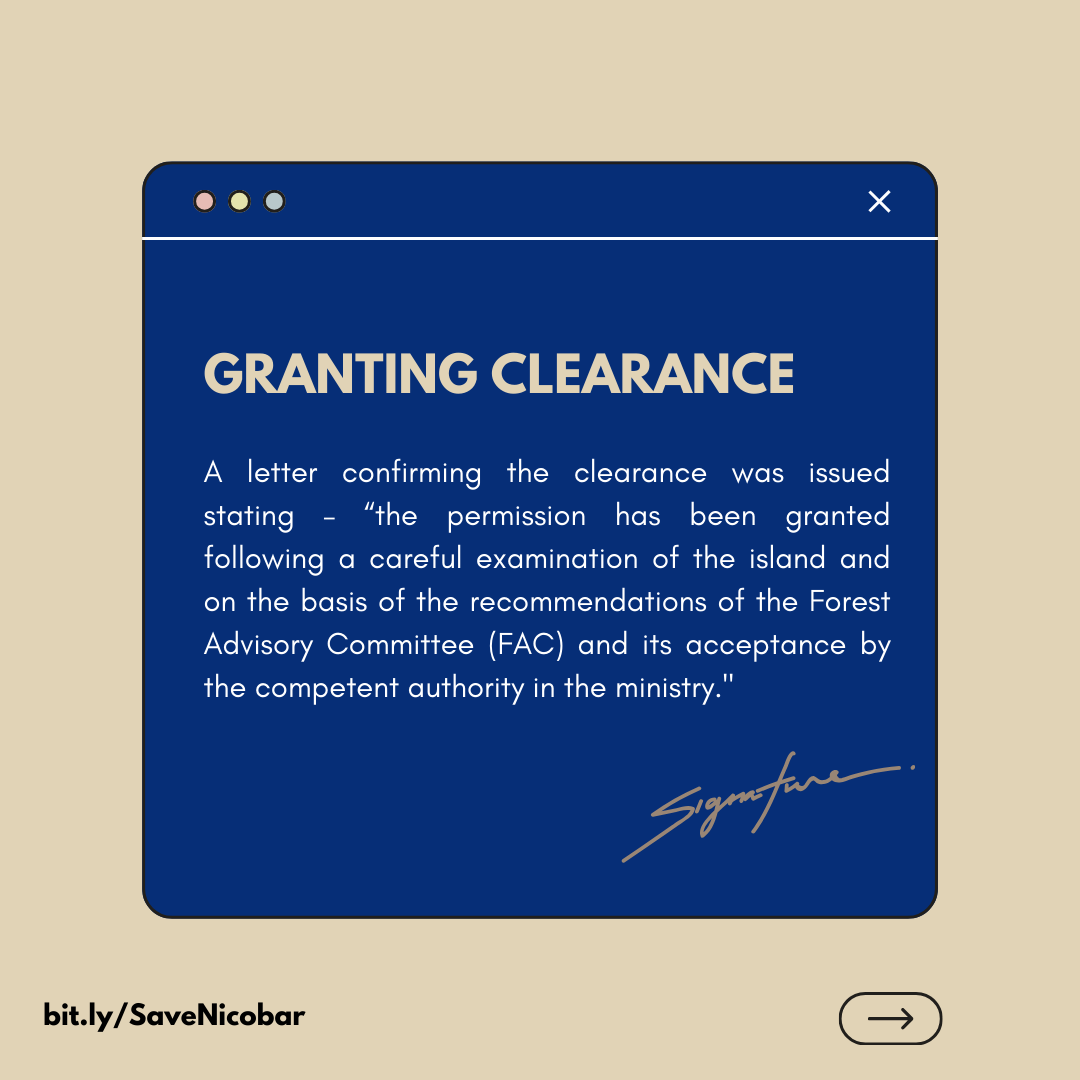 GRANTING CLEARANCE
A letter confirming the clearance was issued
stating - “the permission has been granted
following a careful examination of the island and
on the basis of the recommendations of the Forest
Advisory Committee (FAC) and its acceptance by
the competent authority in the ministry."
Signature
bit.ly/SaveNicobar